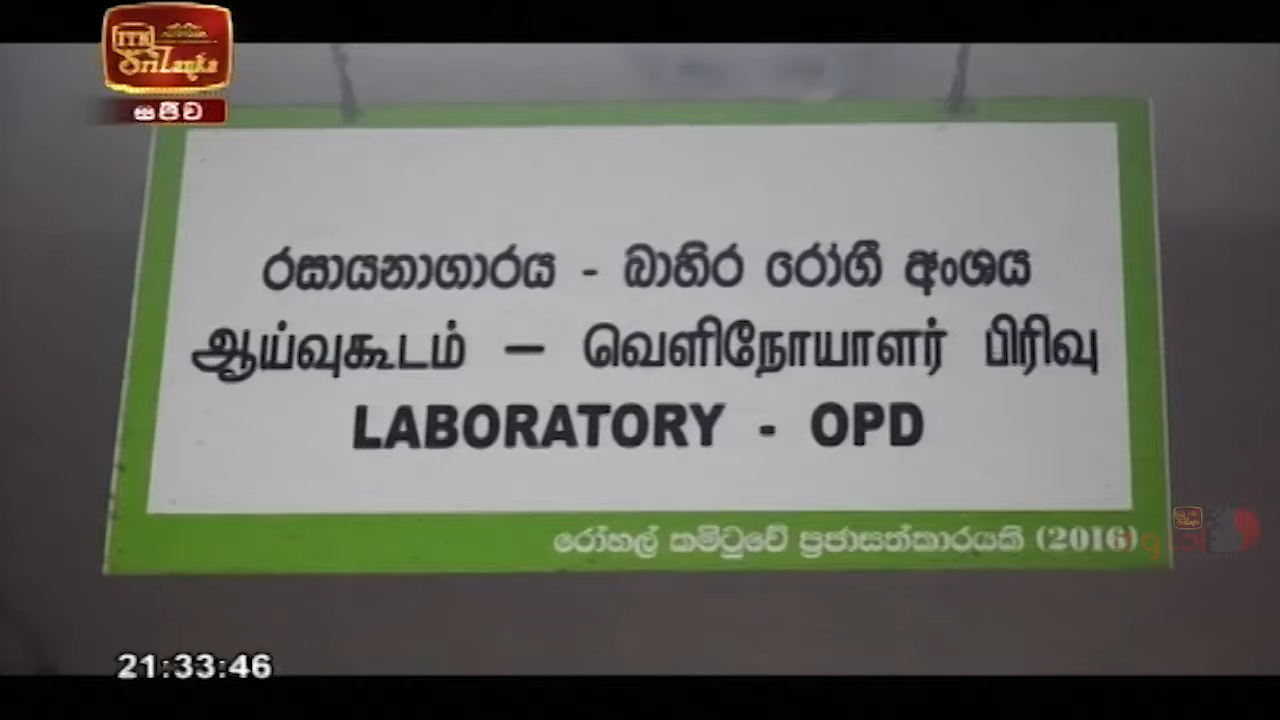 ITN
Sri Lanka
සජීව
රසායනාගාරය - බාහිර රෝගී අංශය
ஆய்வுகூடம் – வெளிநோயாளர் பிரிவு
LABORATORY - OPD
රෝහල් කමිටුවේ ප්‍රජාසත්කාරයකි (2016)
21:33:46